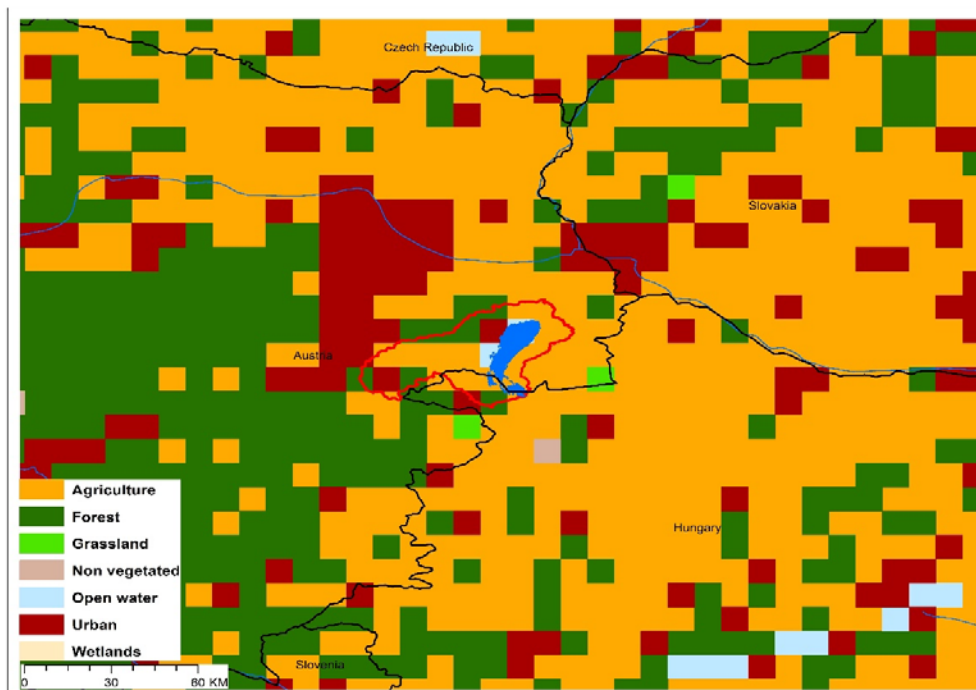 Czech Republic
Slovakia
Austria
Hungary
Slovenia
Agriculture
Forest
Grassland
Non vegetated
Open water
Urban
Wetlands
0 30 60 KM